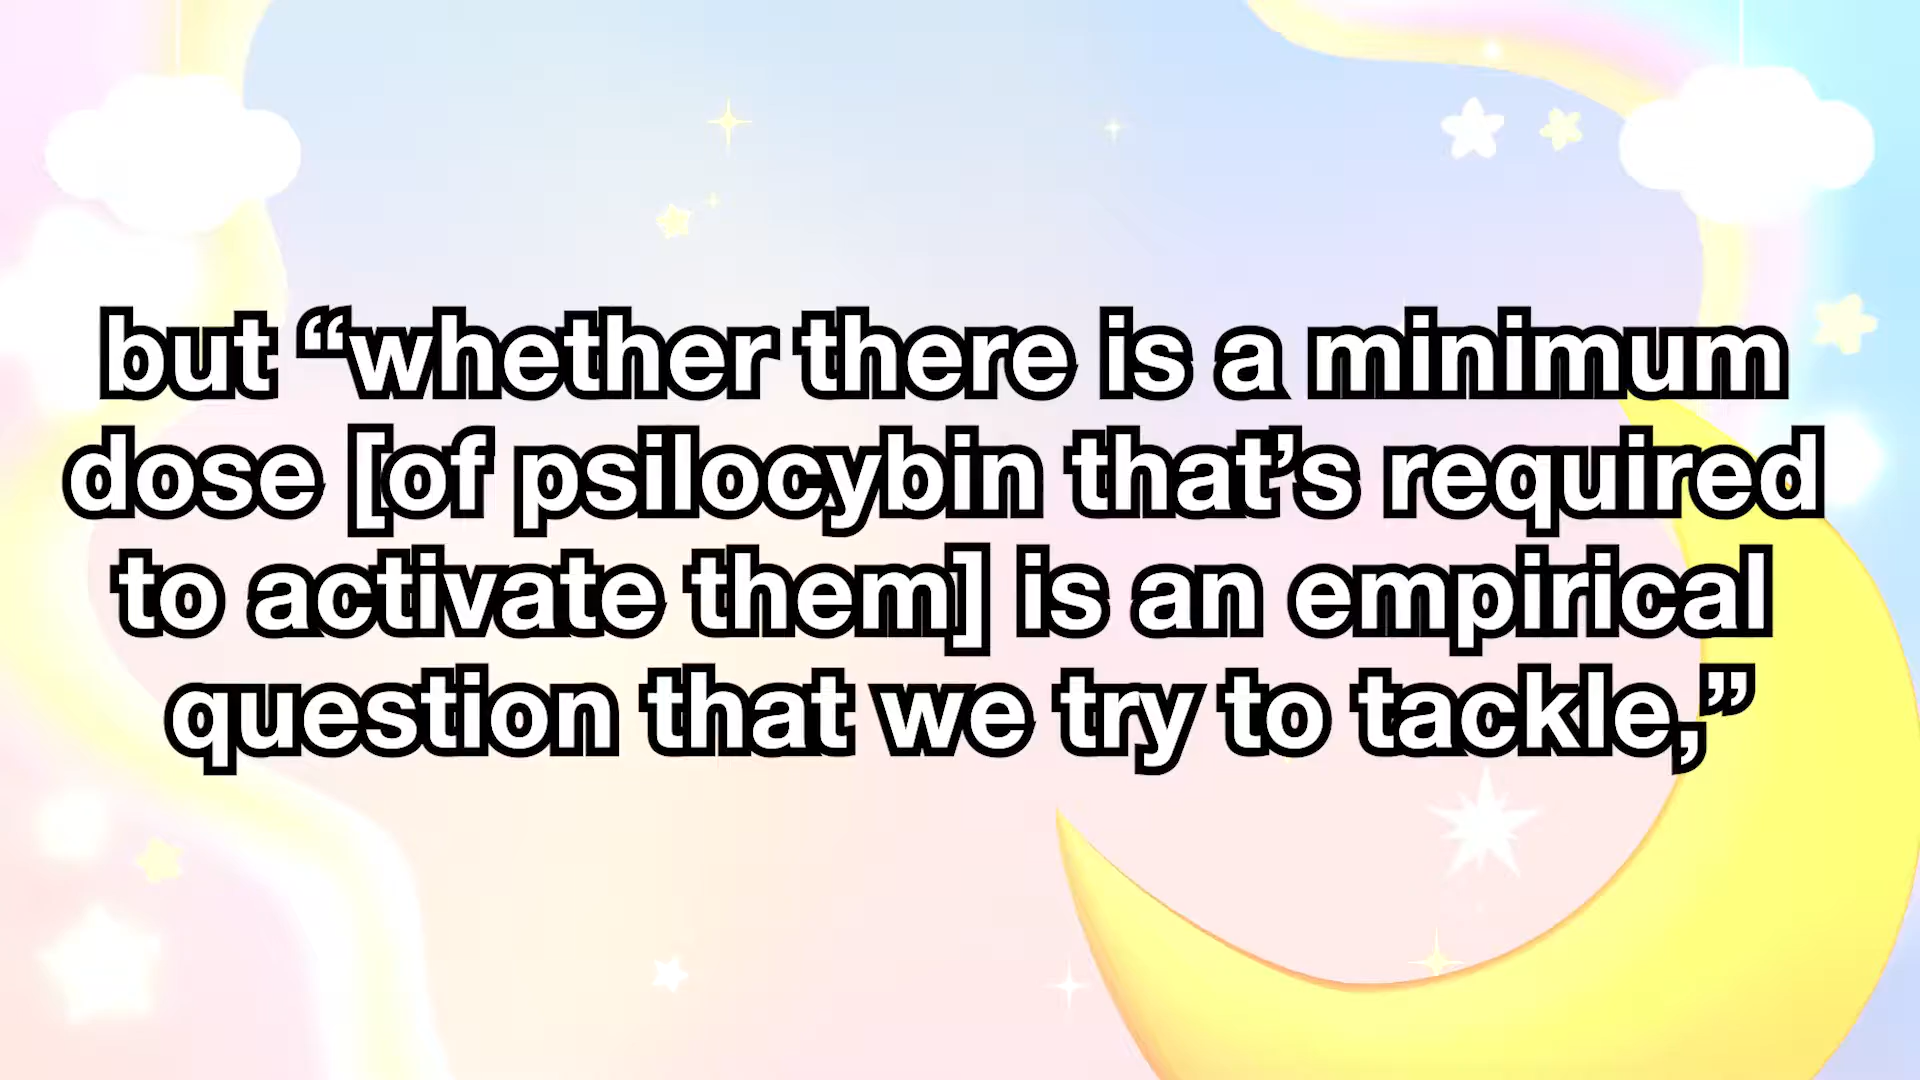 but “whether there is a minimum
dose [of psilocybin that’s required
to activate them] is an empirical
question that we try to tackle,”